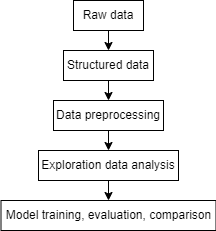 Raw data
Structured data
Data preprocessing
Exploration data analysis
Model training, evaluation, comparison